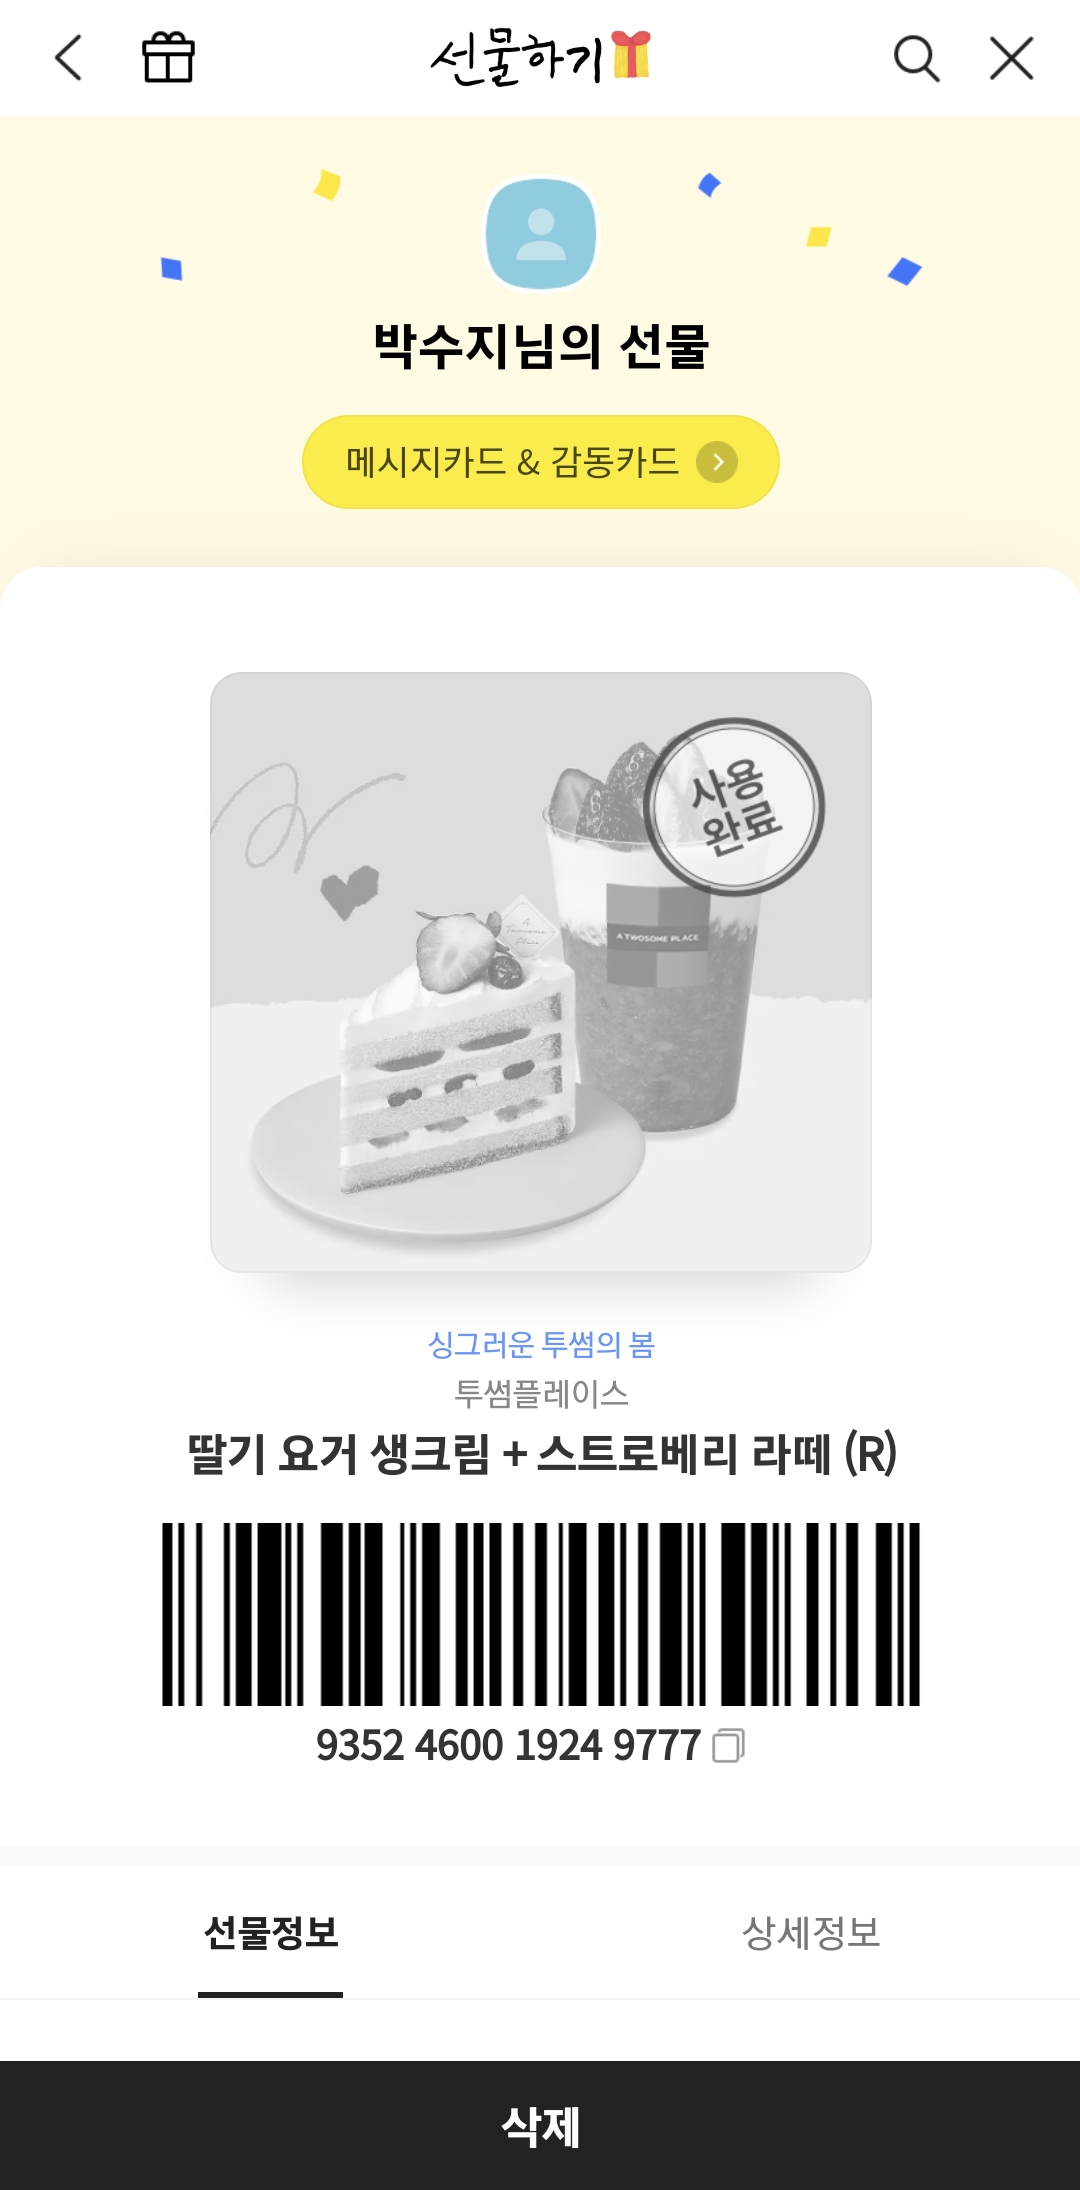 선물하기
박수지님의 선물
메시지카드 & 감동카드
사용
완료
A TWOSOME PLACE
A
Twosome
Place
싱그러운 투썸의 봄
투썸플레이스
딸기 요거 생크림 + 스트로베리 라떼 (R)
9352 4600 1924 9777
선물정보
상세정보
삭제